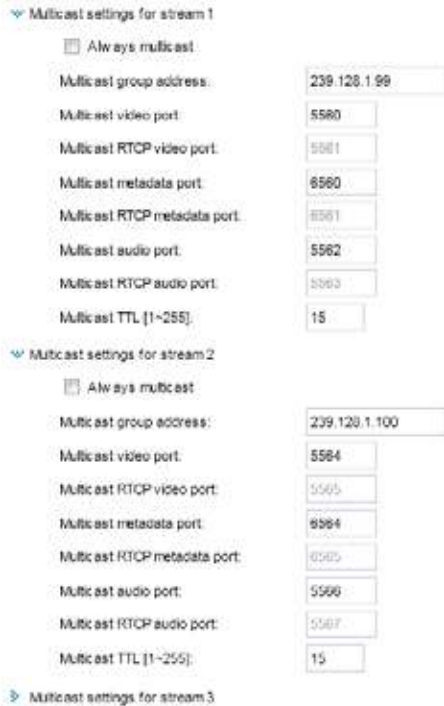 Multicast settings for stream 1
Always multicast
Multicast group address: 239.128.1.99
Multicast video port: 5560
Multicast RTCP video port: 5561
Multicast metadata port: 6560
Multicast RTCP metadata port: 6561
Multicast audio port: 5562
Multicast RTCP audio port: 5563
Multicast TTL [1~255]: 15
Multicast settings for stream 2
Always multicast
Multicast group address: 239.128.1.100
Multicast video port: 5564
Multicast RTCP video port: 5565
Multicast metadata port: 6564
Multicast RTCP metadata port: 6565
Multicast audio port: 5566
Multicast RTCP audio port: 5567
Multicast TTL [1~255]: 15
Multicast settings for stream 3